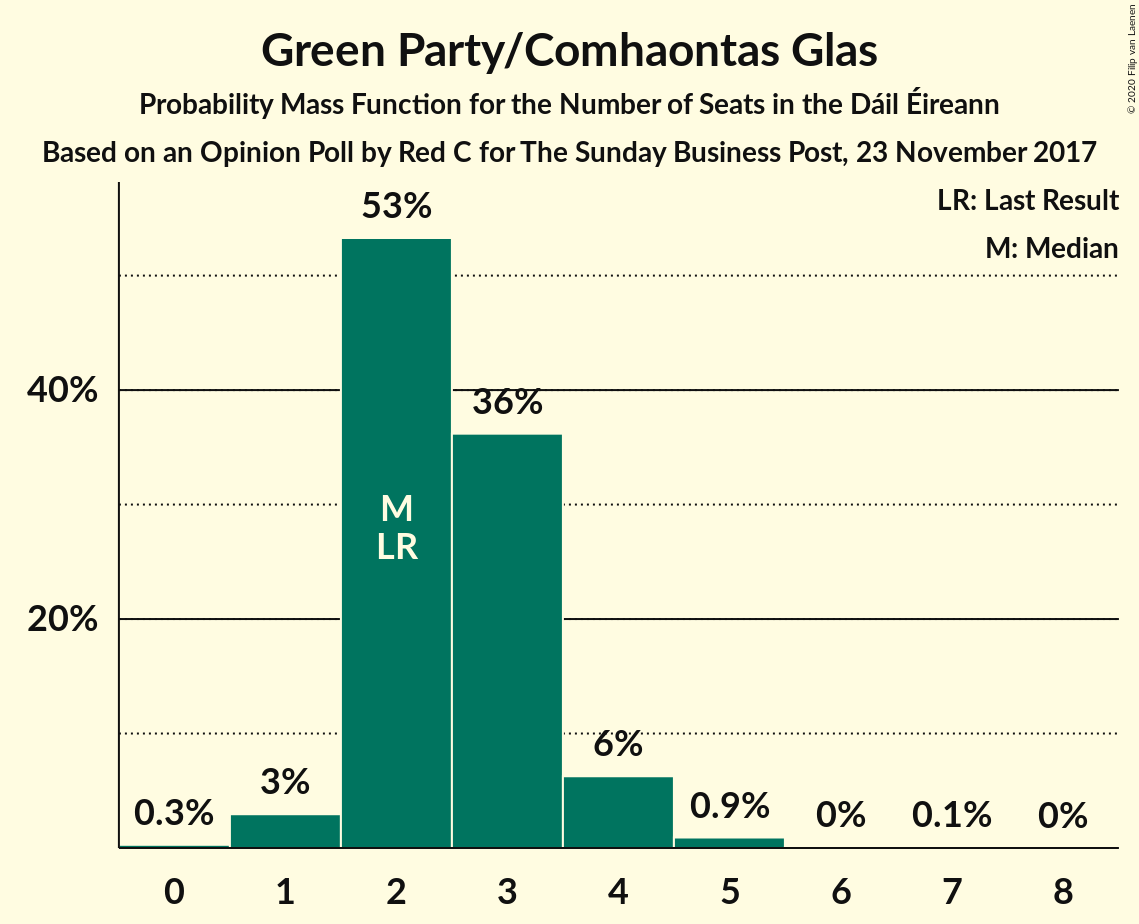 Green Party/Comhaontas Glas
Probability Mass Function for the Number of Seats in the Dáil Éireann
Based on an Opinion Poll by Red C for The Sunday Business Post, 23 November 2017
© 2020 Filip van Laenen
LR: Last Result
M: Median
53%
40%
36%
M
LR
20%
6%
3%
0.3%
0.9%
0%
0.1%
0%
0 1 2 3 4 5 6 7 8